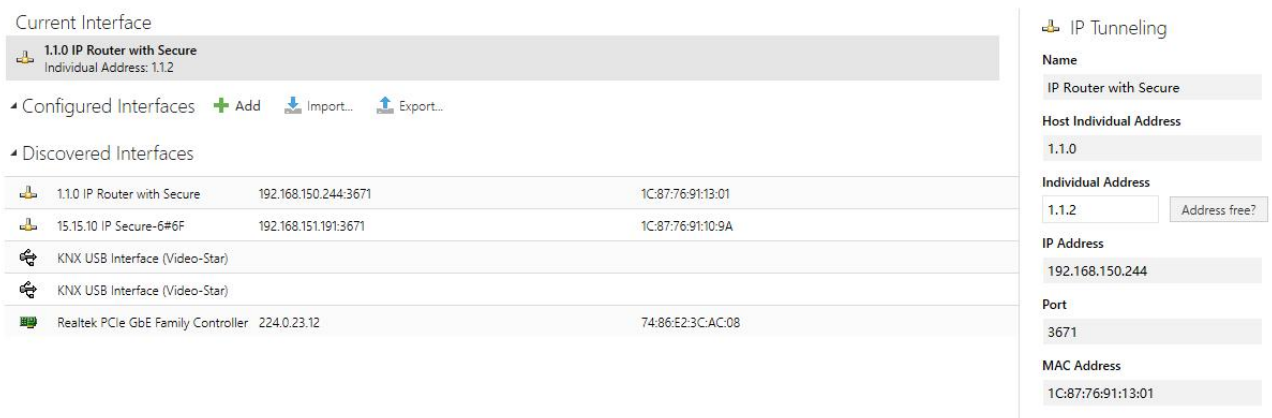 Current Interface
1.1.0 IP Router with Secure
Individual Address: 1.1.2
Configured Interfaces Add Import... Export...
Discovered Interfaces
1.1.0 IP Router with Secure 192.168.150.244:3671 1C:87:76:91:13:01
15.15.10 IP Secure-6#6F 192.168.151.191:3671 1C:87:76:91:10:9A
KNX USB Interface (Video-Star)
KNX USB Interface (Video-Star)
Realtek PCIe GbE Family Controller 224.0.23.12 74:86:E2:3C:AC:08
IP Tunneling
Name
IP Router with Secure
Host Individual Address
1.1.0
Individual Address
1.1.2 Address free?
IP Address
192.168.150.244
Port
3671
MAC Address
1C:87:76:91:13:01